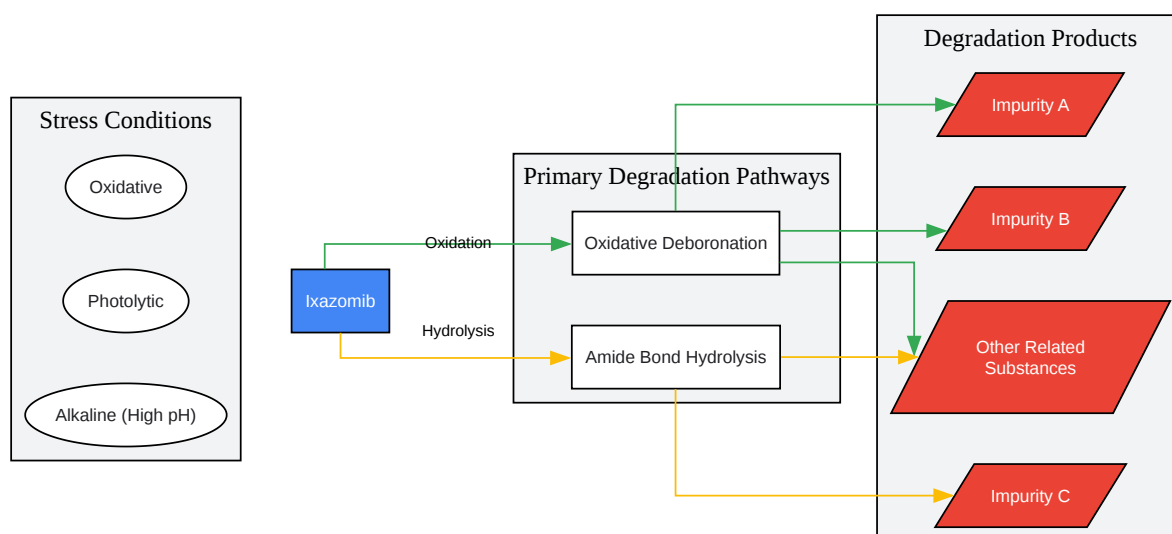 Stress Conditions
Oxidative
Photolytic
Alkaline (High pH)
Ixazomib
Oxidation
Hydrolysis
Primary Degradation Pathways
Oxidative Deboronation
Amide Bond Hydrolysis
Degradation Products
Impurity A
Impurity B
Other Related
Substances
Impurity C